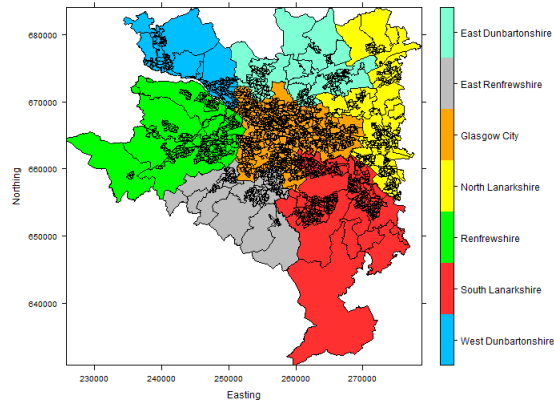 680000
670000
660000
650000
640000
Northing
230000 240000 250000 260000 270000
Easting
East Dunbartonshire
East Renfrewshire
Glasgow City
North Lanarkshire
Renfrewshire
South Lanarkshire
West Dunbartonshire